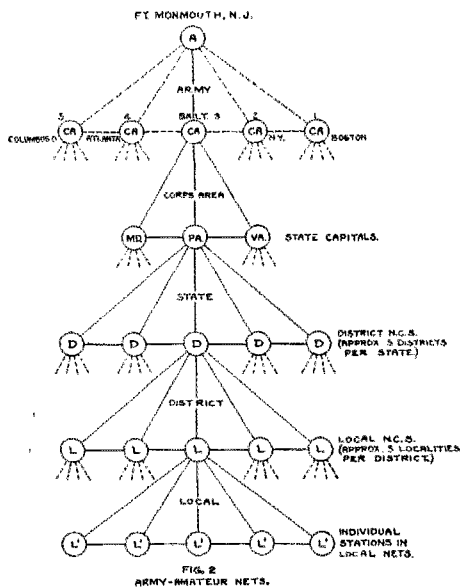 FT. MONMOUTH, N.J.
A
ARMY
5 4 BALT. 3 2 1
COLUMBUS O. CA ATLANTA CA CA CA N.Y. CA BOSTON
CORPS AREA
MD. PA. VA. STATE CAPITALS.
STATE
D D D D D DISTRICT N.C.S.
(APPROX. 5 DISTRICTS
PER STATE.)
DISTRICT
L L L L L LOCAL N.C.S.
(APPROX. 5 LOCALITIES
PER DISTRICT.)
LOCAL
L' L' L' L' L' INDIVIDUAL
STATIONS IN
LOCAL NETS.
FIG. 2
ARMY-AMATEUR NETS.